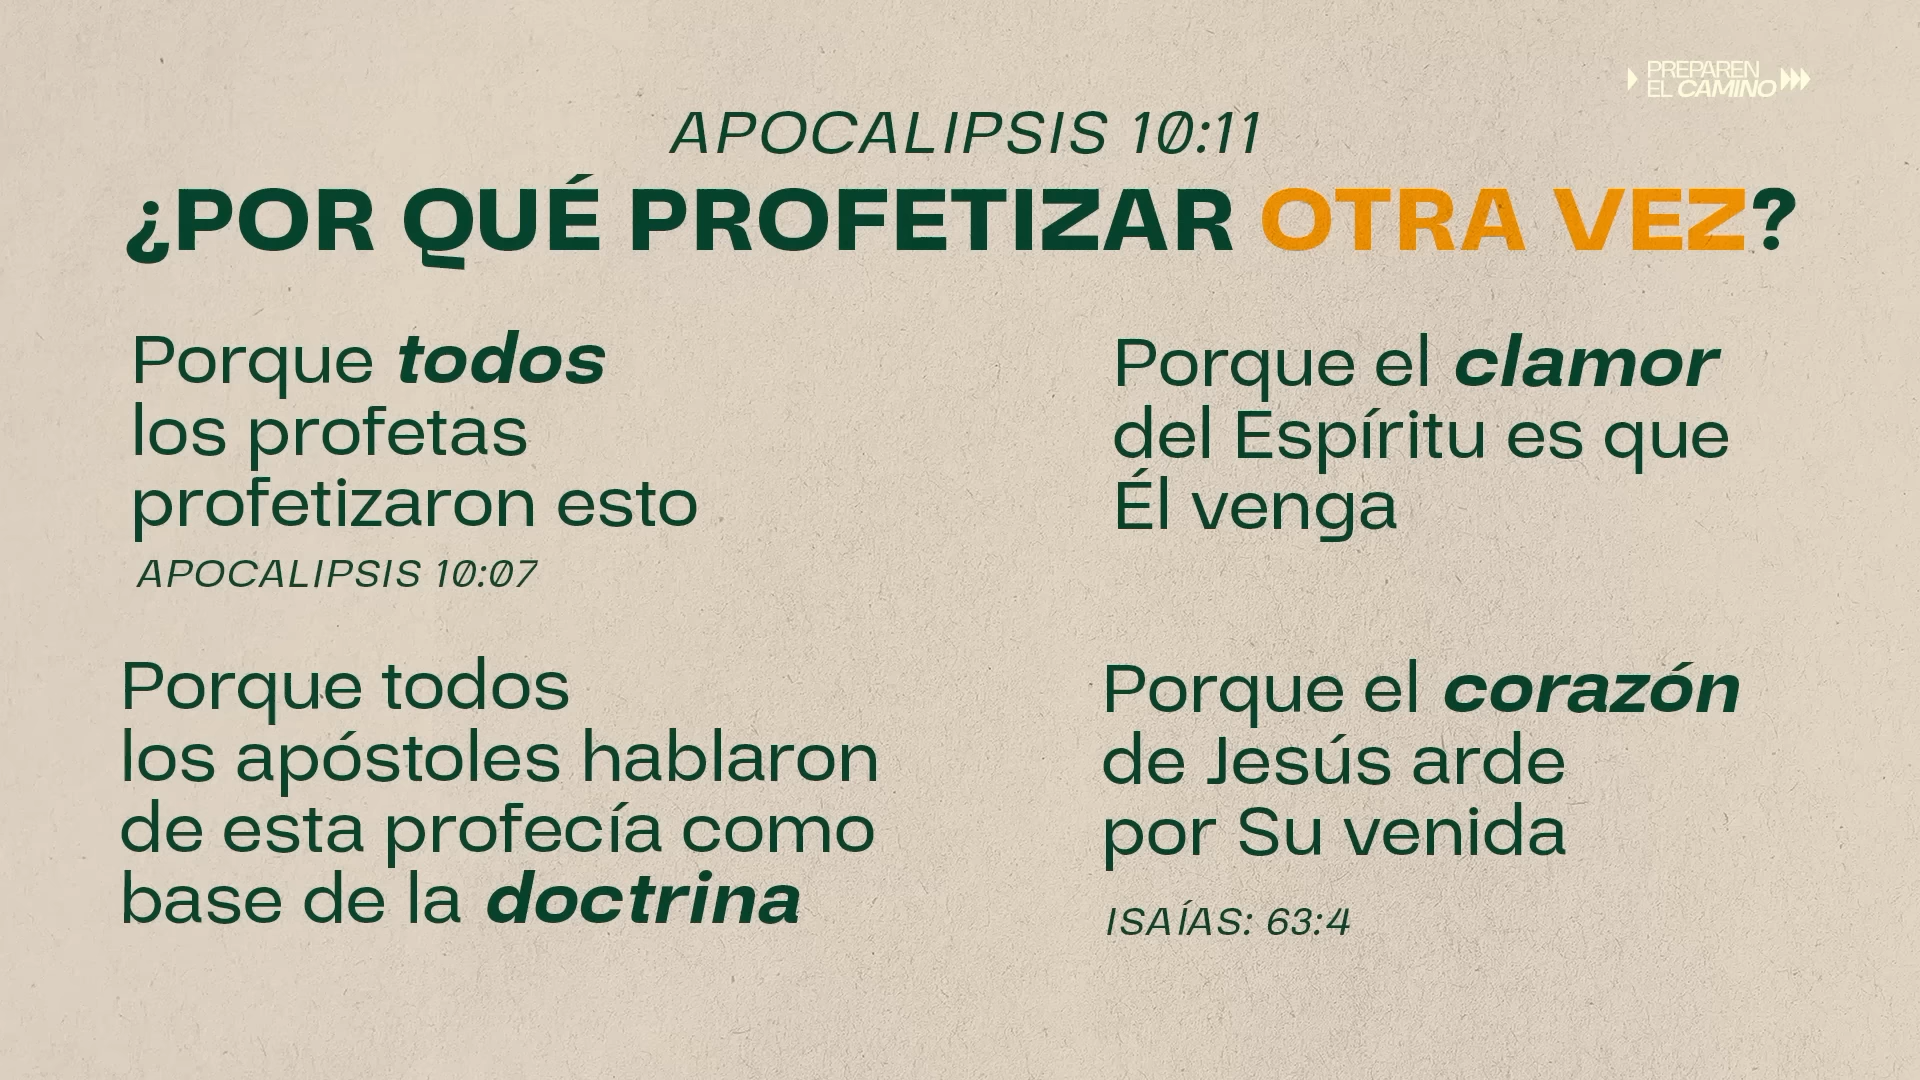 PREPAREN
EL CAMINO
APOCALIPSIS 10:11
¿POR QUÉ PROFETIZAR OTRA VEZ?
Porque todos
los profetas
profetizaron esto
APOCALIPSIS 10:07
Porque el clamor
del Espíritu es que
Él venga
Porque todos
los apóstoles hablaron
de esta profecía como
base de la doctrina
Porque el corazón
de Jesús arde
por Su venida
ISAÍAS: 63:4